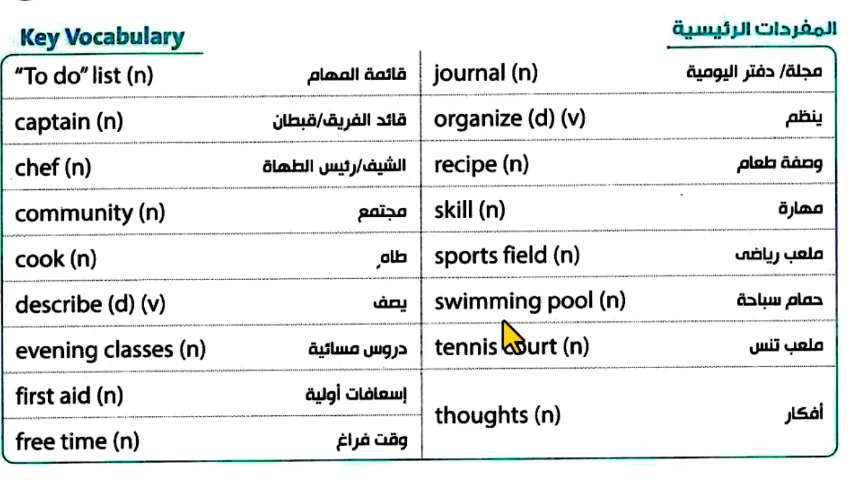 Key Vocabulary
المفردات الرئيسية
"To do" list (n) قائمة المهام
captain (n) قائد الفريق/قبطان
chef (n) الشيف/رئيس الطهاة
community (n) مجتمع
cook (n) طاهٍ
describe (d) (v) يصف
evening classes (n) دروس مسائية
first aid (n) إسعافات أولية
free time (n) وقت فراغ
journal (n) مجلة/ دفتر اليومية
organize (d) (v) ينظم
recipe (n) وصفة طعام
skill (n) مهارة
sports field (n) ملعب رياضى
swimming pool (n) حمام سباحة
tennis court (n) ملعب تنس
thoughts (n) أفكار